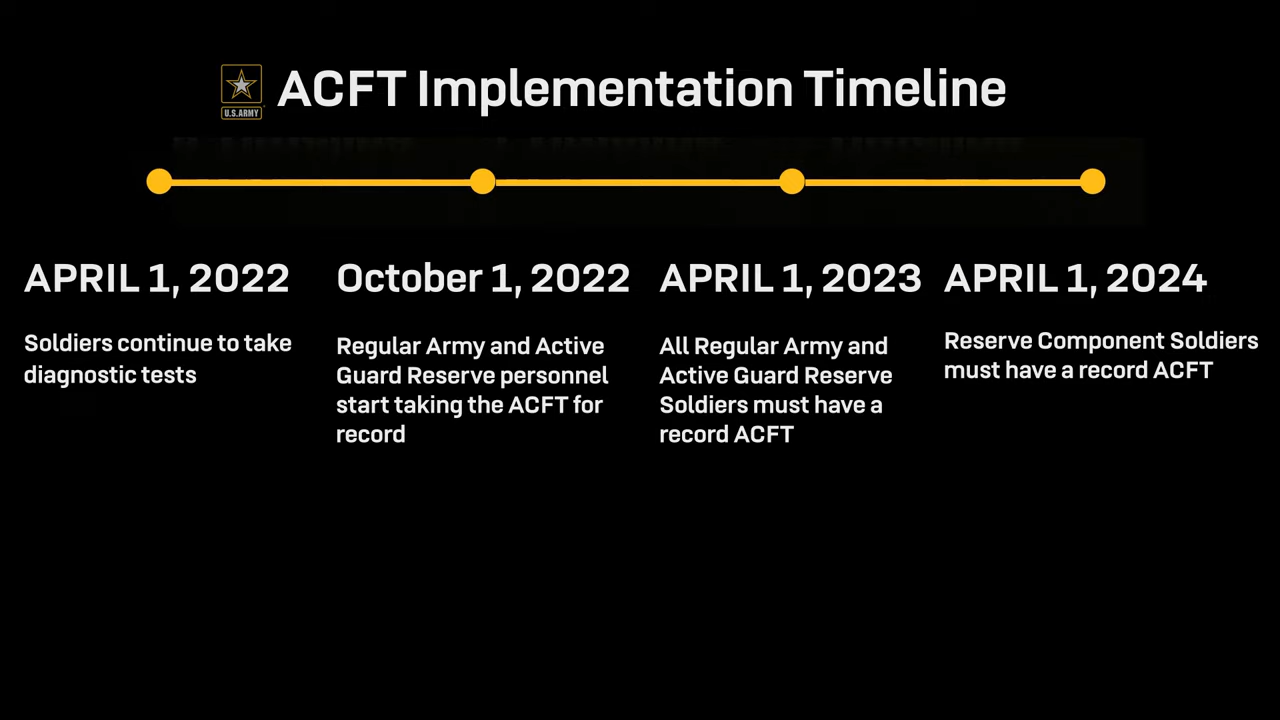 U.S.ARMY
ACFT Implementation Timeline
APRIL 1, 2022
Soldiers continue to take
diagnostic tests
October 1, 2022
Regular Army and Active
Guard Reserve personnel
start taking the ACFT for
record
APRIL 1, 2023
All Regular Army and
Active Guard Reserve
Soldiers must have a
record ACFT
APRIL 1, 2024
Reserve Component Soldiers
must have a record ACFT